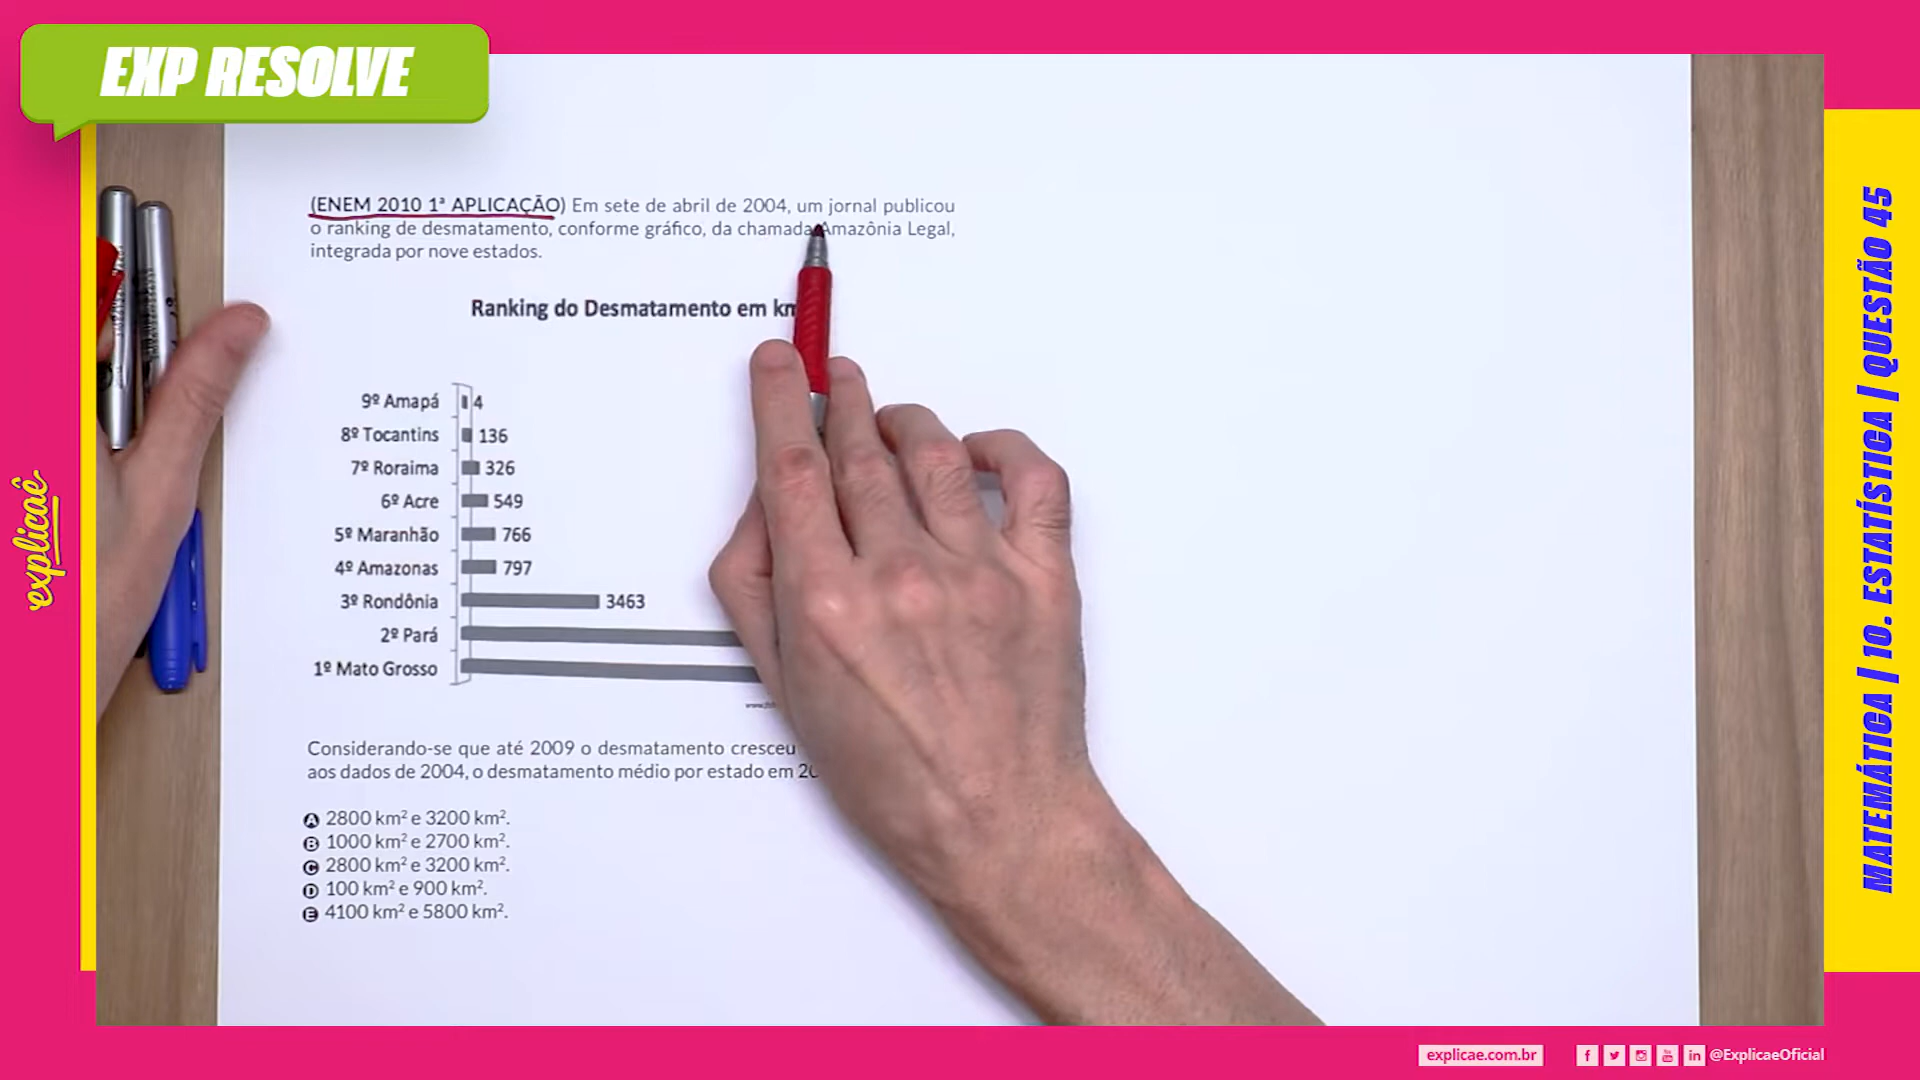 EXP RESOLVE
(ENEM 2010 1ª APLICAÇÃO) Em sete de abril de 2004, um jornal publicou
o ranking de desmatamento, conforme gráfico, da chamada Amazônia Legal,
integrada por nove estados.
Ranking do Desmatamento em
9º Amapá 4
8º Tocantins 136
7º Roraima 326
6º Acre 549
5º Maranhão 766
4º Amazonas 797
3º Rondônia 3463
2º Pará
1º Mato Grosso
Considerando-se que até 2009 o desmatamento cresceu
aos dados de 2004, o desmatamento médio por estado em
A 2800 km² e 3200 km².
B 1000 km² e 2700 km².
C 2800 km² e 3200 km².
D 100 km² e 900 km².
E 4100 km² e 5800 km².
explicaê
MATEMÁTICA | 10. ESTATÍSTICA | QUESTÃO 45
explicae.com.br
@ExplicaeOficial